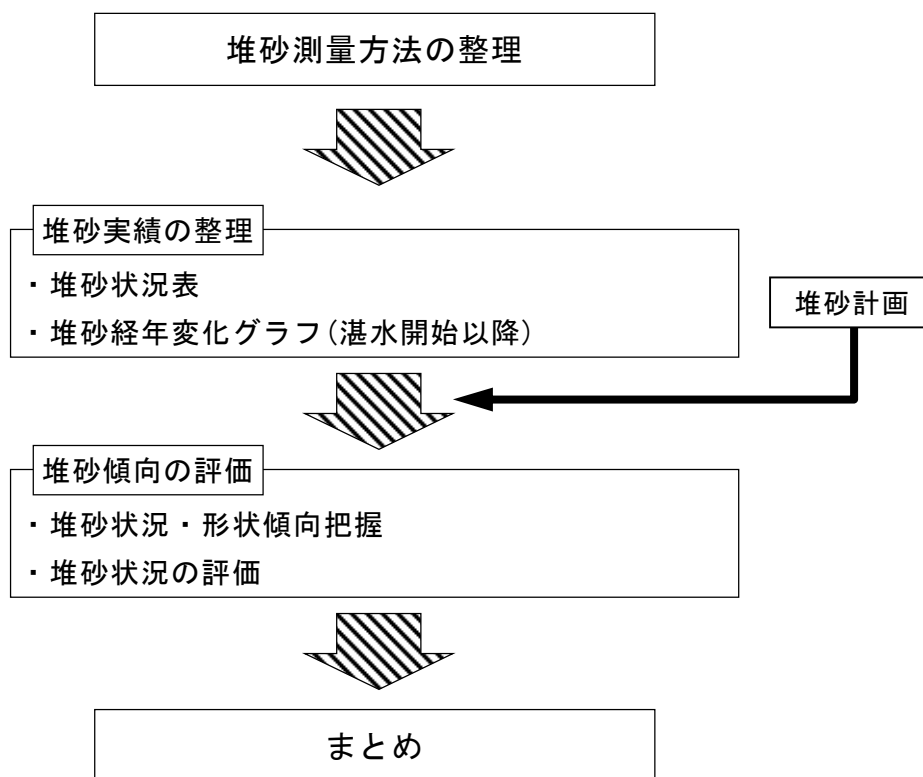 堆砂測量方法の整理
堆砂実績の整理
・堆砂状況表
・堆砂経年変化グラフ(湛水開始以降)
堆砂計画
堆砂傾向の評価
・堆砂状況・形状傾向把握
・堆砂状況の評価
まとめ